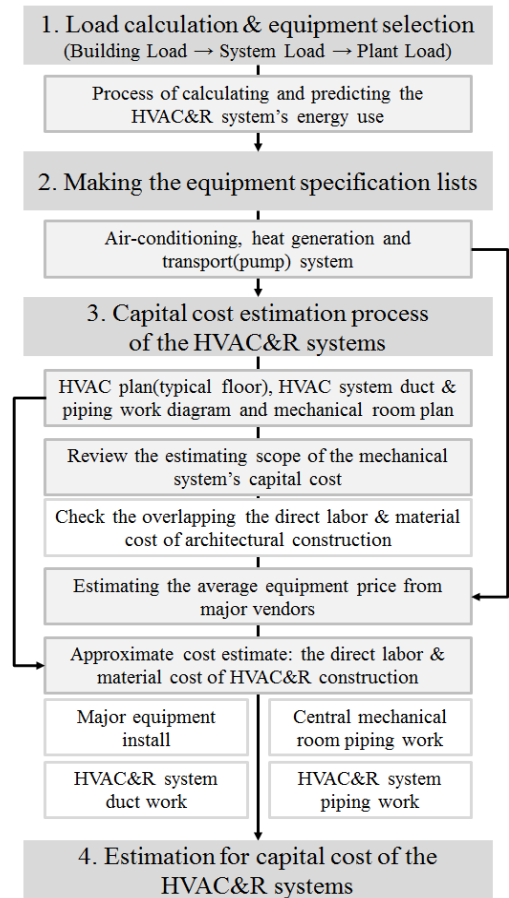 1. Load calculation & equipment selection
(Building Load → System Load → Plant Load)
Process of calculating and predicting the
HVAC&R system's energy use
2. Making the equipment specification lists
Air-conditioning, heat generation and
transport(pump) system
3. Capital cost estimation process
of the HVAC&R systems
HVAC plan(typical floor), HVAC system duct &
piping work diagram and mechanical room plan
Review the estimating scope of the mechanical
system's capital cost
Check the overlapping the direct labor & material
cost of architectural construction
Estimating the average equipment price from
major vendors
Approximate cost estimate: the direct labor &
material cost of HVAC&R construction
Major equipment
install
Central mechanical
room piping work
HVAC&R system
duct work
HVAC&R system
piping work
4. Estimation for capital cost of the
HVAC&R systems